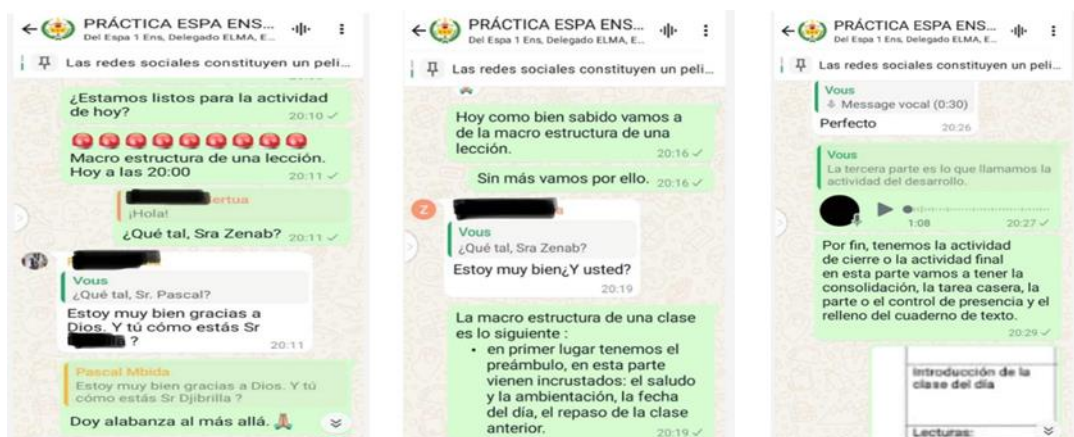 PRÁCTICA ESPA ENS...
Del Espa 1 Ens, Delegado ELMA, E...
Las redes sociales constituyen un peli...
¿Estamos listos para la actividad
de hoy?
20:10
Macro estructura de una lección.
Hoy a las 20:00
20:11
ertua
¡Hola!
¿Qué tal, Sra Zenab?
20:11
Vous
¿Qué tal, Sr. Pascal?
Estoy muy bien gracias a
Dios. Y tú cómo estás Sr
?
20:11
Pascal Mbida
Estoy muy bien gracias a Dios. Y tú
cómo estás Sr Djibrilla ?
Doy alabanza al más allá.
PRÁCTICA ESPA ENS...
Del Espa 1 Ens, Delegado ELMA, E...
Las redes sociales constituyen un peli...
Hoy como bien sabido vamos a
de la macro estructura de una
lección.
20:16
Sin más vamos por ello.
20:16
Z
Vous
¿Qué tal, Sra Zenab?
Estoy muy bien¿Y usted?
20:19
La macro estructura de una clase
es lo siguiente :
• en primer lugar tenemos el
preámbulo, en esta parte
vienen incrustados: el saludo
y la ambientación, la fecha
del día, el repaso de la clase
anterior.
20:19
PRÁCTICA ESPA ENS...
Del Espa 1 Ens, Delegado ELMA, E...
Las redes sociales constituyen un peli...
Vous
Message vocal (0:30)
Perfecto
20:26
Vous
La tercera parte es lo que llamamos la
actividad del desarrollo.
1:08
20:27
Por fin, tenemos la actividad
de cierre o la actividad final
en esta parte vamos a tener la
consolidación, la tarea casera, la
parte o el control de presencia y el
relleno del cuaderno de texto.
20:29
Introducción de la
clase del día
Lecturas: